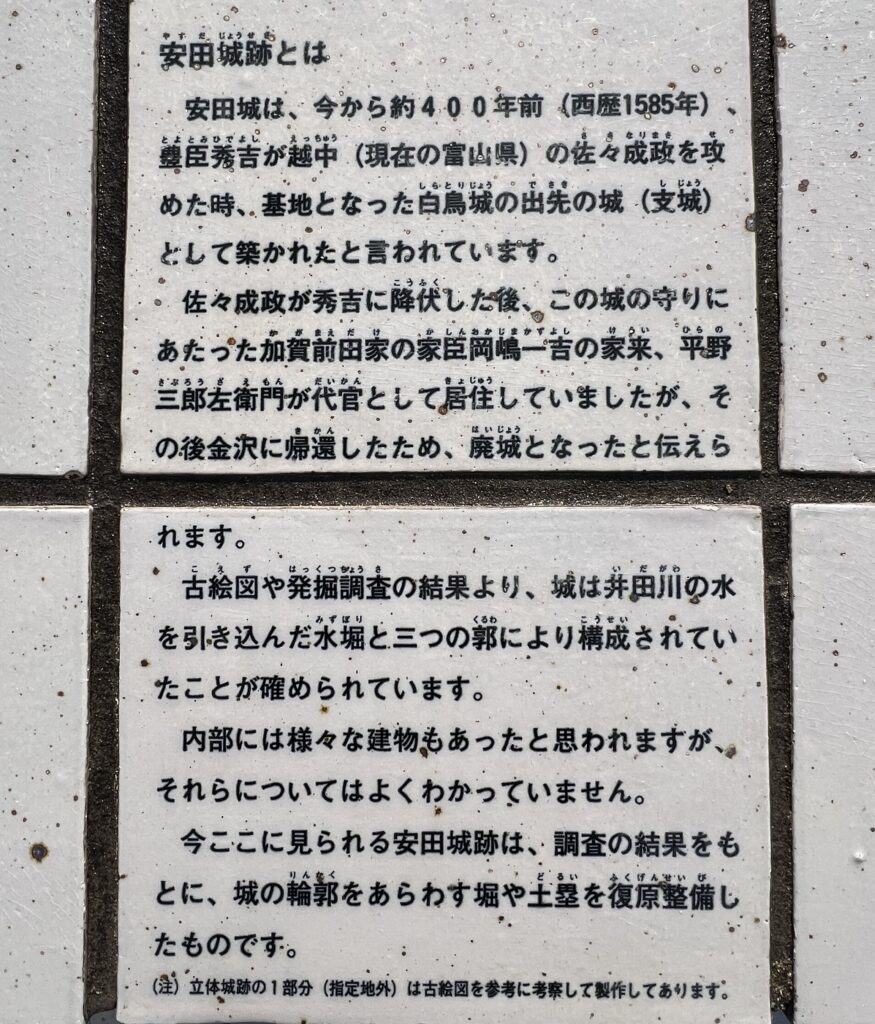 安田城跡とは
安田城は、今から約４００年前（西歴1585年）、
豊臣秀吉が越中（現在の富山県）の佐々成政を攻
めた時、基地となった白鳥城の出先の城（支城）
として築かれたと言われています。
佐々成政が秀吉に降伏した後、この城の守りに
あたった加賀前田家の家臣岡嶋一吉の家来、平野
三郎左衛門が代官として居住していましたが、そ
の後金沢に帰還したため、廃城となったと伝えら
れます。
古絵図や発掘調査の結果より、城は井田川の水
を引き込んだ水堀と三つの郭により構成されてい
たことが確められています。
内部には様々な建物もあったと思われますが、
それらについてはよくわかっていません。
今ここに見られる安田城跡は、調査の結果をも
とに、城の輪郭をあらわす堀や土塁を復原整備し
たものです。
（注）立体城跡の１部分（指定地外）は古絵図を参考に考察して製作してあります。